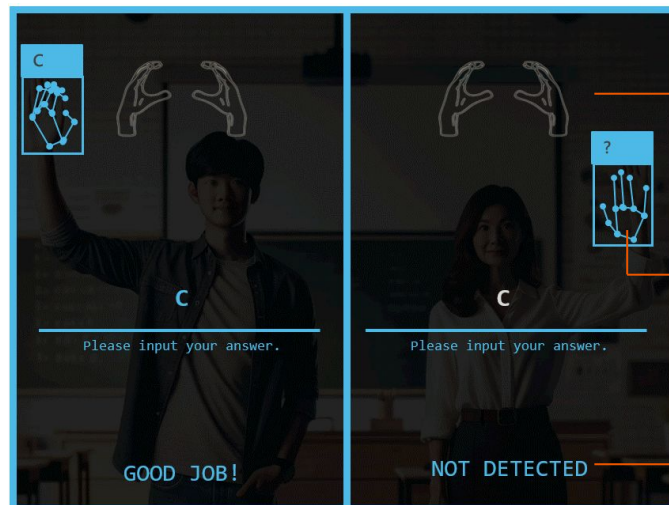 C
C
Please input your answer.
GOOD JOB!
?
C
Please input your answer.
NOT DETECTED